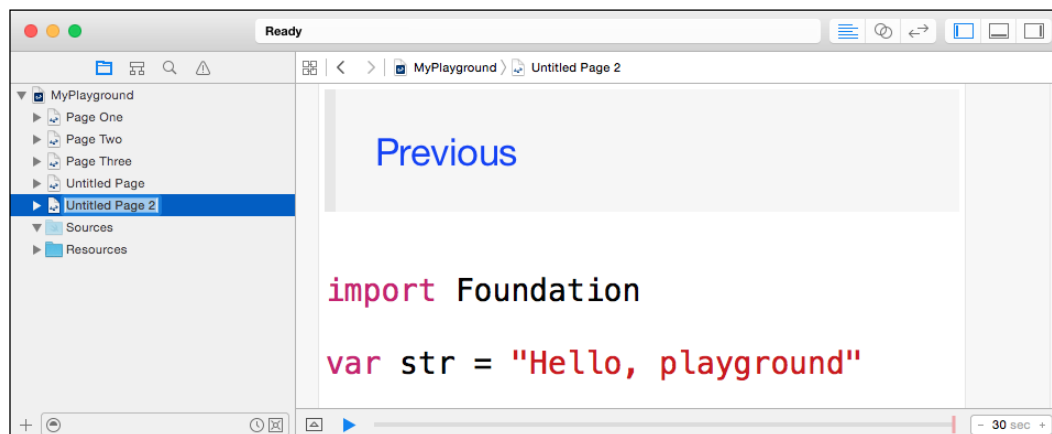 Ready
MyPlayground 〉 Untitled Page 2
MyPlayground
Page One
Page Two
Page Three
Untitled Page
Untitled Page 2
Sources
Resources
Previous
import Foundation
var str = "Hello, playground"
- 30 sec +